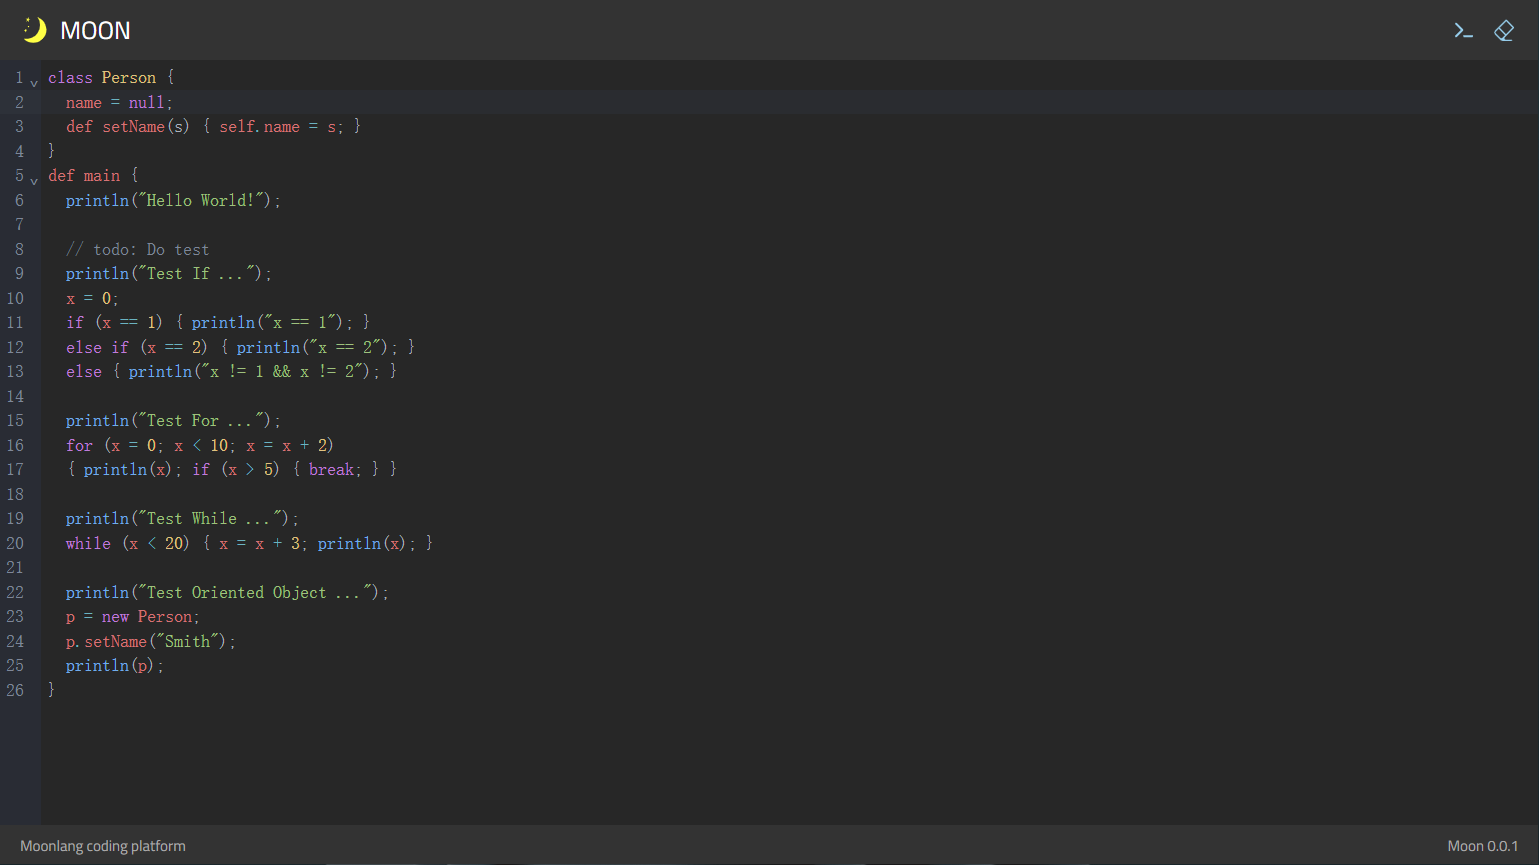 MOON
1 class Person {
2   name = null;
3   def setName(s) { self.name = s; }
4 }
5 def main {
6   println("Hello World!");
7
8   // todo: Do test
9   println("Test If ...");
10   x = 0;
11   if (x == 1) { println("x == 1"); }
12   else if (x == 2) { println("x == 2"); }
13   else { println("x != 1 && x != 2"); }
14
15   println("Test For ...");
16   for (x = 0; x < 10; x = x + 2)
17   { println(x); if (x > 5) { break; } }
18
19   println("Test While ...");
20   while (x < 20) { x = x + 3; println(x); }
21
22   println("Test Oriented Object ...");
23   p = new Person;
24   p.setName("Smith");
25   println(p);
26 }
Moonlang coding platform
Moon 0.0.1